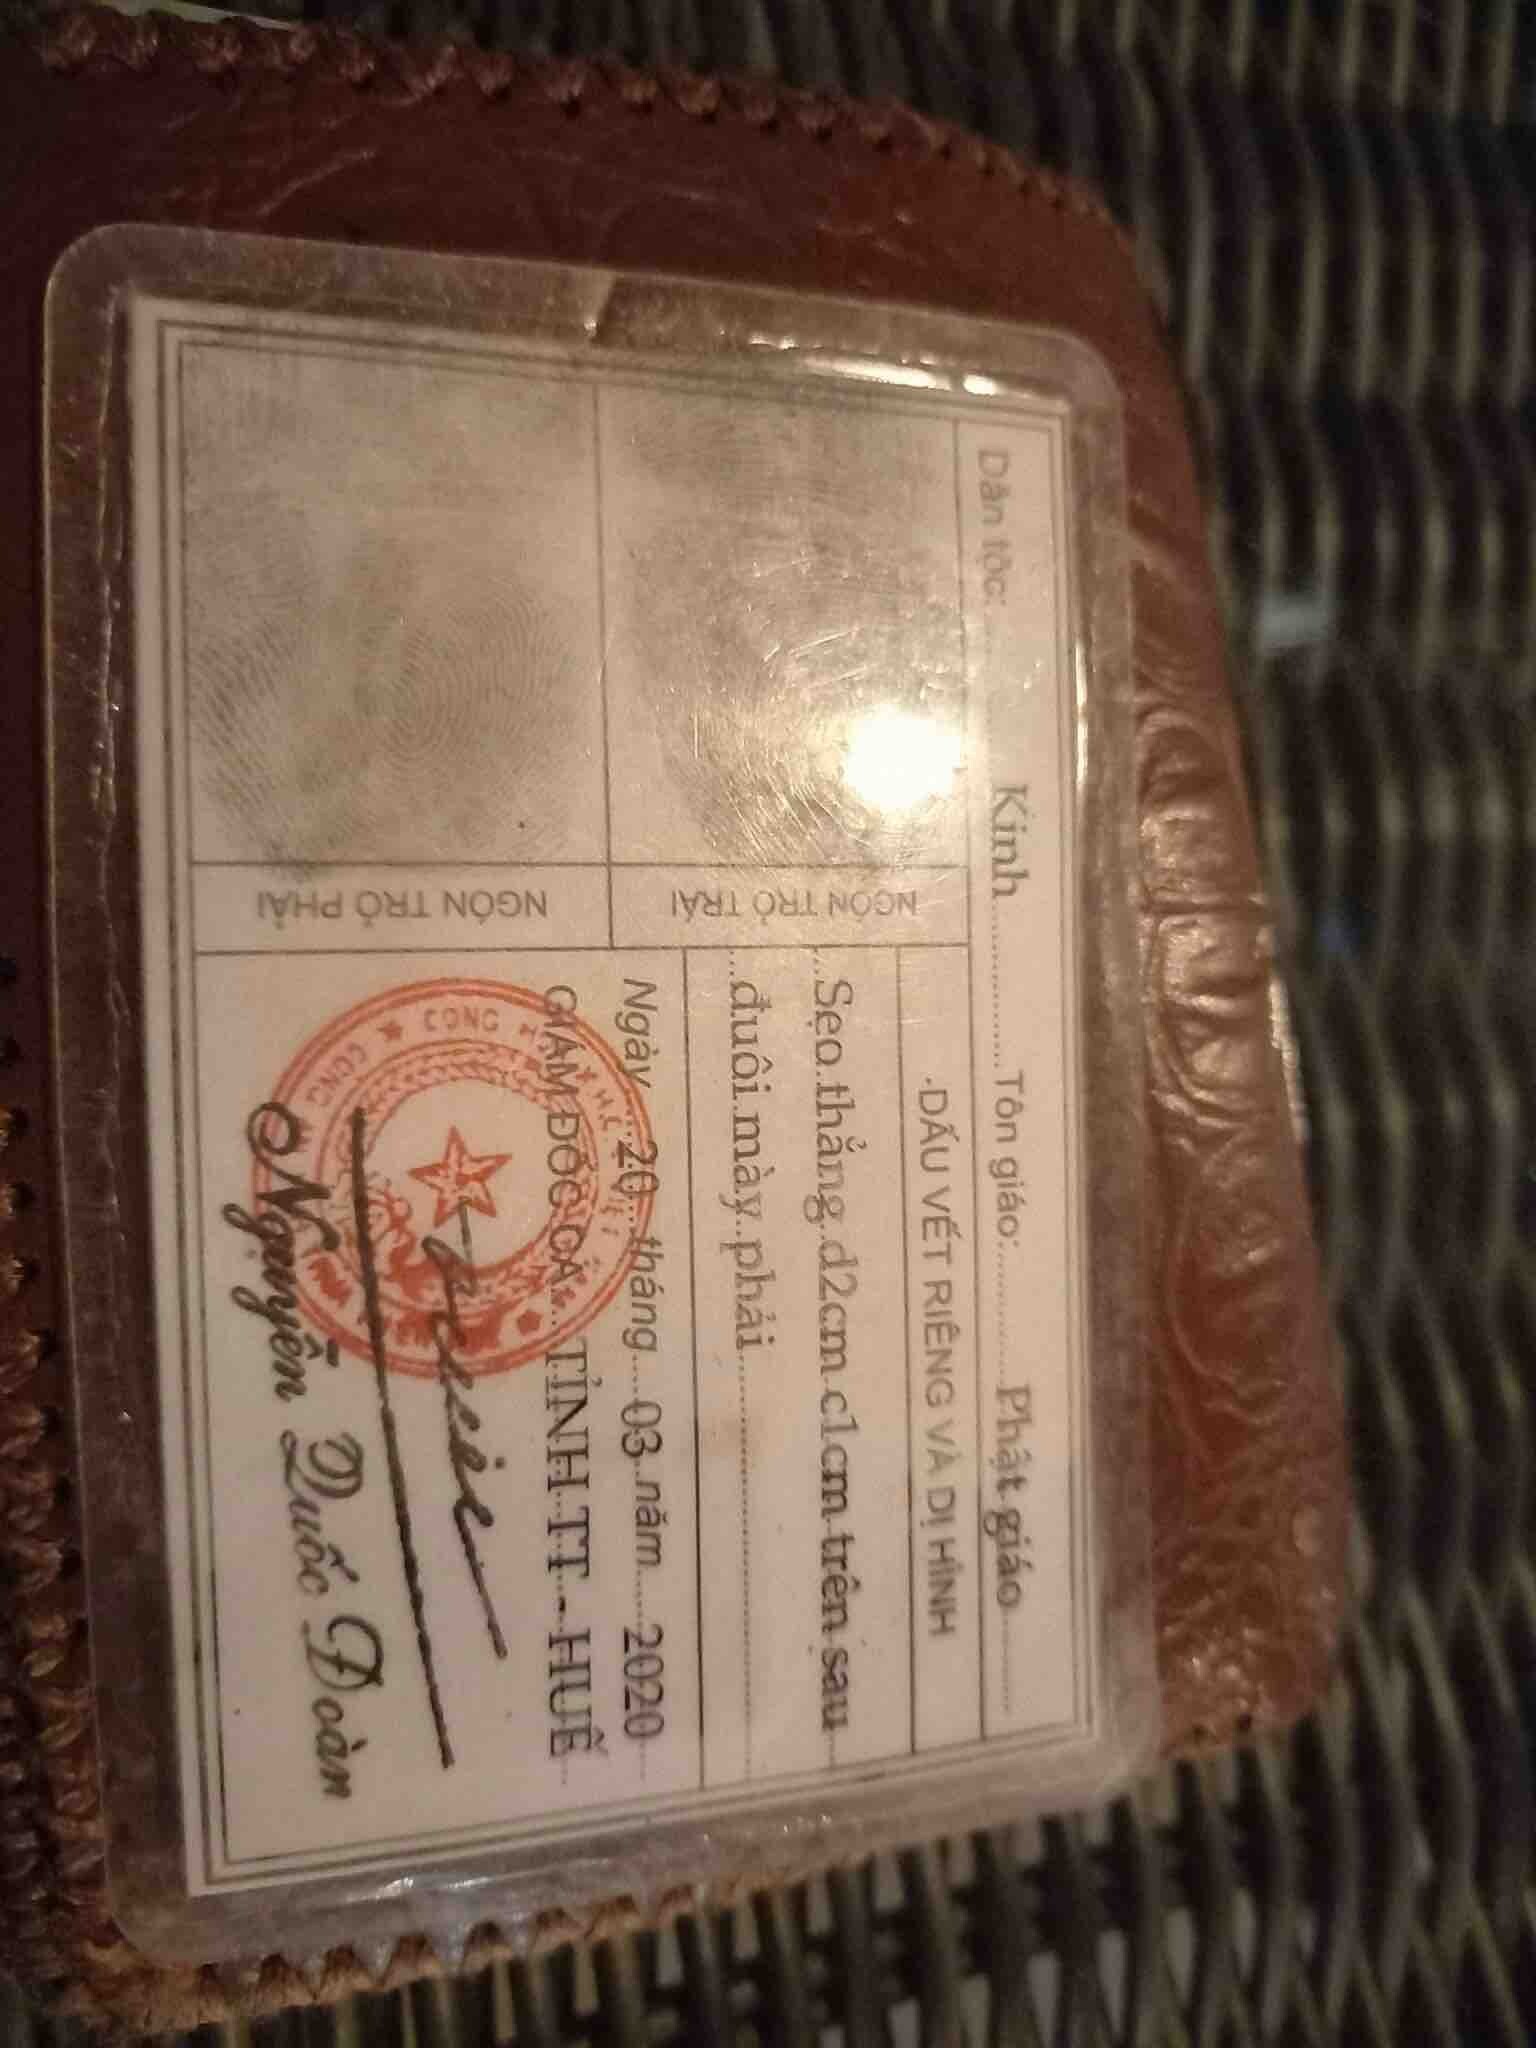 Dân tộc: Kinh Tôn giáo: Phật giáo
NGÓN TRỎ TRÁI
NGÓN TRỎ PHẢI
DẤU VẾT RIÊNG VÀ DỊ HÌNH
Sẹo thẳng d2cm c1cm trên sau
đuôi mày phải
Ngày 20 tháng 03 năm 2020
GIÁM ĐỐC CA TỈNH TT - HUẾ
CÔNG
Nguyễn Quốc Đoàn